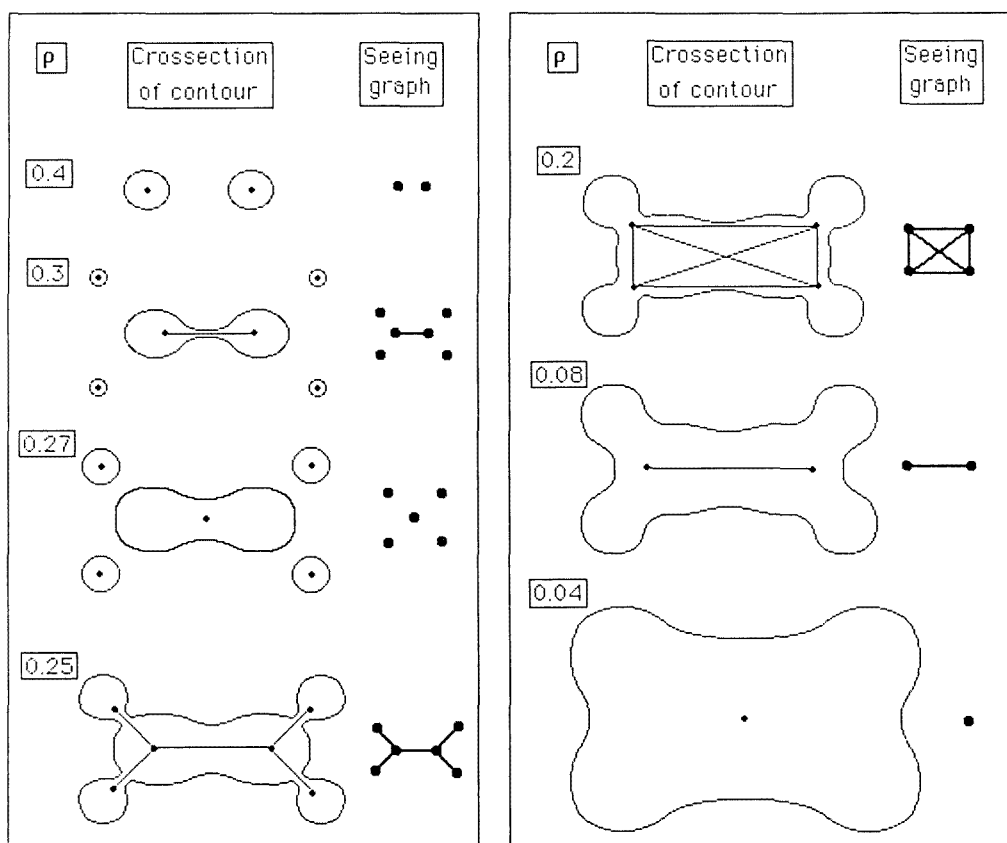 ρ
Crossection
of contour
Seeing
graph
0.4
0.3
0.27
0.25
ρ
Crossection
of contour
Seeing
graph
0.2
0.08
0.04